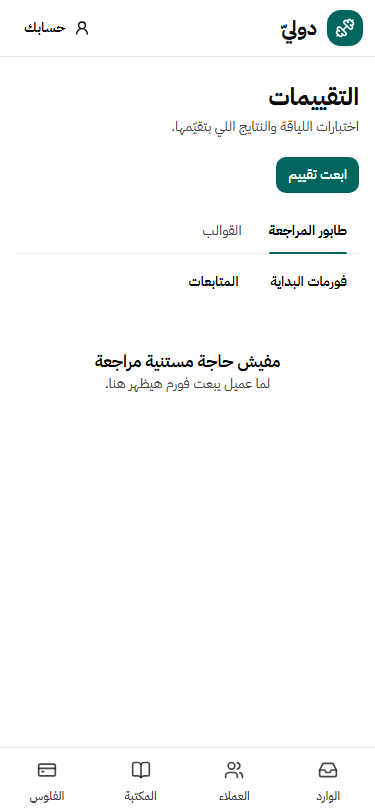 دوليّ
حسابك
التقييمات
اختبارات اللياقة والنتايج اللي بتقيّمها.
ابعت تقييم
طابور المراجعة
القوالب
فورمات البداية
المتابعات
مفيش حاجة مستنية مراجعة
لما عميل يبعت فورم هيظهر هنا.
الوارد
العملاء
المكتبة
الفلوس